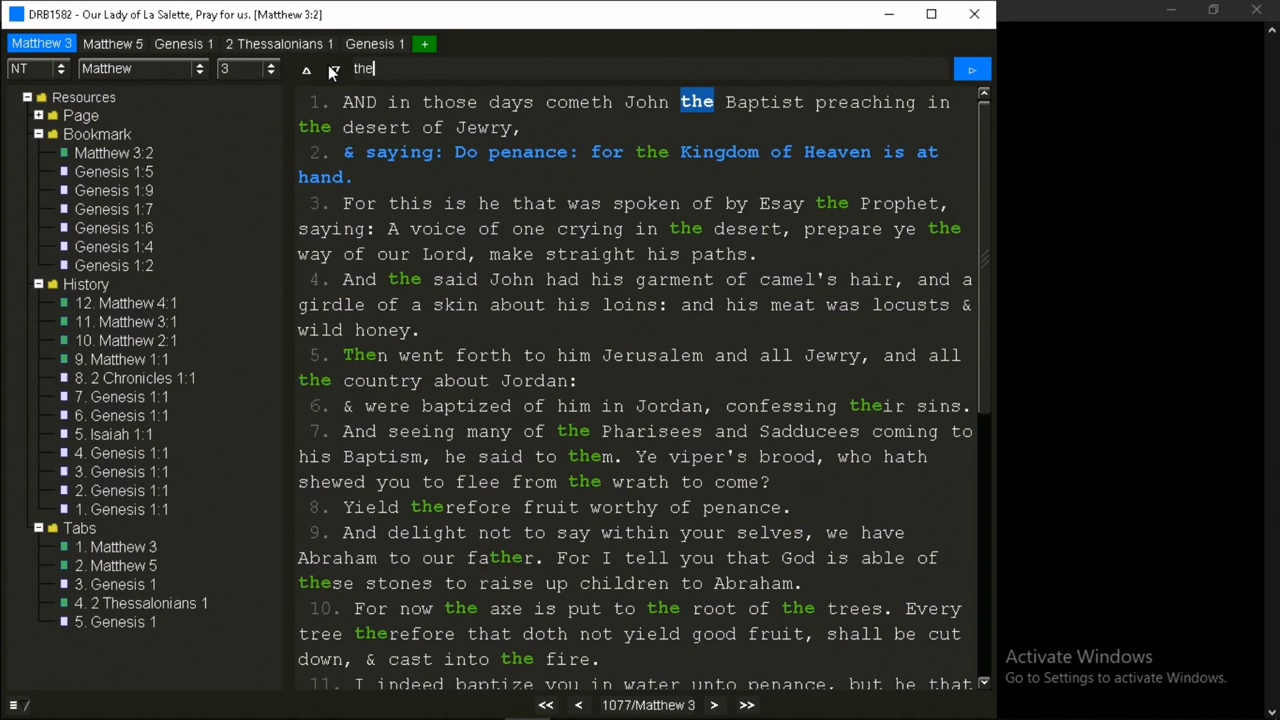 DRB1582 - Our Lady of La Salette, Pray for us. [Matthew 3:2]
Matthew 3 Matthew 5 Genesis 1 2 Thessalonians 1 Genesis 1 +
NT Matthew 3 the
Resources
Page
Bookmark
Matthew 3:2
Genesis 1:5
Genesis 1:9
Genesis 1:7
Genesis 1:6
Genesis 1:4
Genesis 1:2
History
12. Matthew 4:1
11. Matthew 3:1
10. Matthew 2:1
9. Matthew 1:1
8. 2 Chronicles 1:1
7. Genesis 1:1
6. Genesis 1:1
5. Isaiah 1:1
4. Genesis 1:1
3. Genesis 1:1
2. Genesis 1:1
1. Genesis 1:1
Tabs
1. Matthew 3
2. Matthew 5
3. Genesis 1
4. 2 Thessalonians 1
5. Genesis 1
1. AND in those days cometh John the Baptist preaching in
the desert of Jewry,
2. & saying: Do penance: for the Kingdom of Heaven is at
hand.
3. For this is he that was spoken of by Esay the Prophet,
saying: A voice of one crying in the desert, prepare ye the
way of our Lord, make straight his paths.
4. And the said John had his garment of camel's hair, and a
girdle of a skin about his loins: and his meat was locusts &
wild honey.
5. Then went forth to him Jerusalem and all Jewry, and all
the country about Jordan:
6. & were baptized of him in Jordan, confessing their sins.
7. And seeing many of the Pharisees and Sadducees coming to
his Baptism, he said to them. Ye viper's brood, who hath
shewed you to flee from the wrath to come?
8. Yield therefore fruit worthy of penance.
9. And delight not to say within your selves, we have
Abraham to our father. For I tell you that God is able of
these stones to raise up children to Abraham.
10. For now the axe is put to the root of the trees. Every
tree therefore that doth not yield good fruit, shall be cut
down, & cast into the fire.
11. I indeed baptize you in water unto penance, but he that
<< < 1077/Matthew 3 > >>
Activate Windows
Go to Settings to activate Windows.